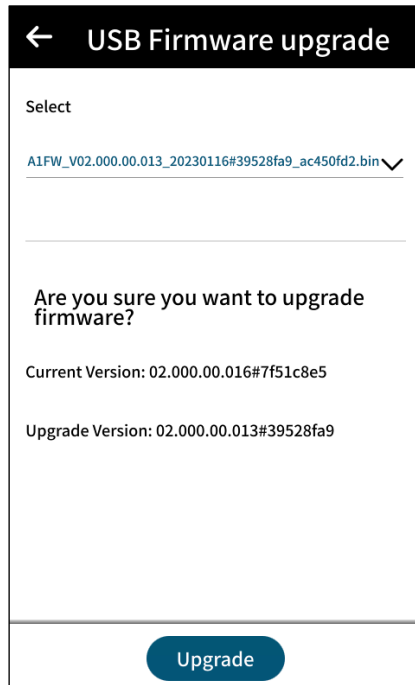 USB Firmware upgrade
Select
A1FW_V02.000.00.013_20230116#39528fa9_ac450fd2.bin
Are you sure you want to upgrade
firmware?
Current Version: 02.000.00.016#7f51c8e5
Upgrade Version: 02.000.00.013#39528fa9
Upgrade